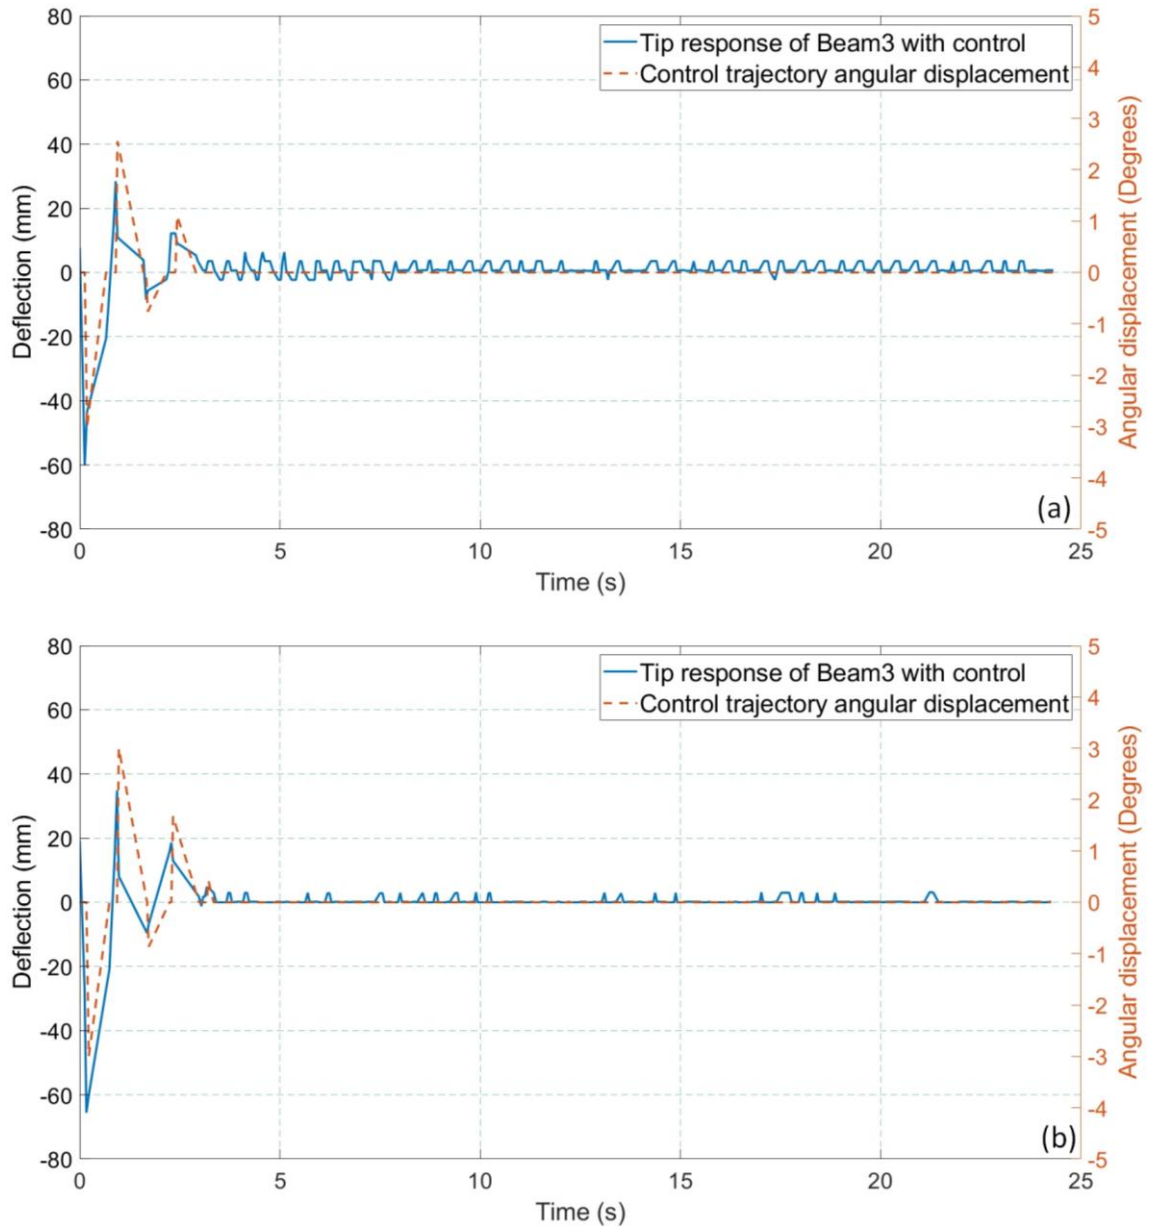 80
60
40
20
0
-20
-40
-60
-80
Deflection (mm)
Tip response of Beam3 with control
Control trajectory angular displacement
5
4
3
2
1
0
-1
-2
-3
-4
-5
Angular displacement (Degrees)
(a)
0 5 10 15 20 25
Time (s)
80
60
40
20
0
-20
-40
-60
-80
Deflection (mm)
Tip response of Beam3 with control
Control trajectory angular displacement
5
4
3
2
1
0
-1
-2
-3
-4
-5
Angular displacement (Degrees)
(b)
0 5 10 15 20 25
Time (s)